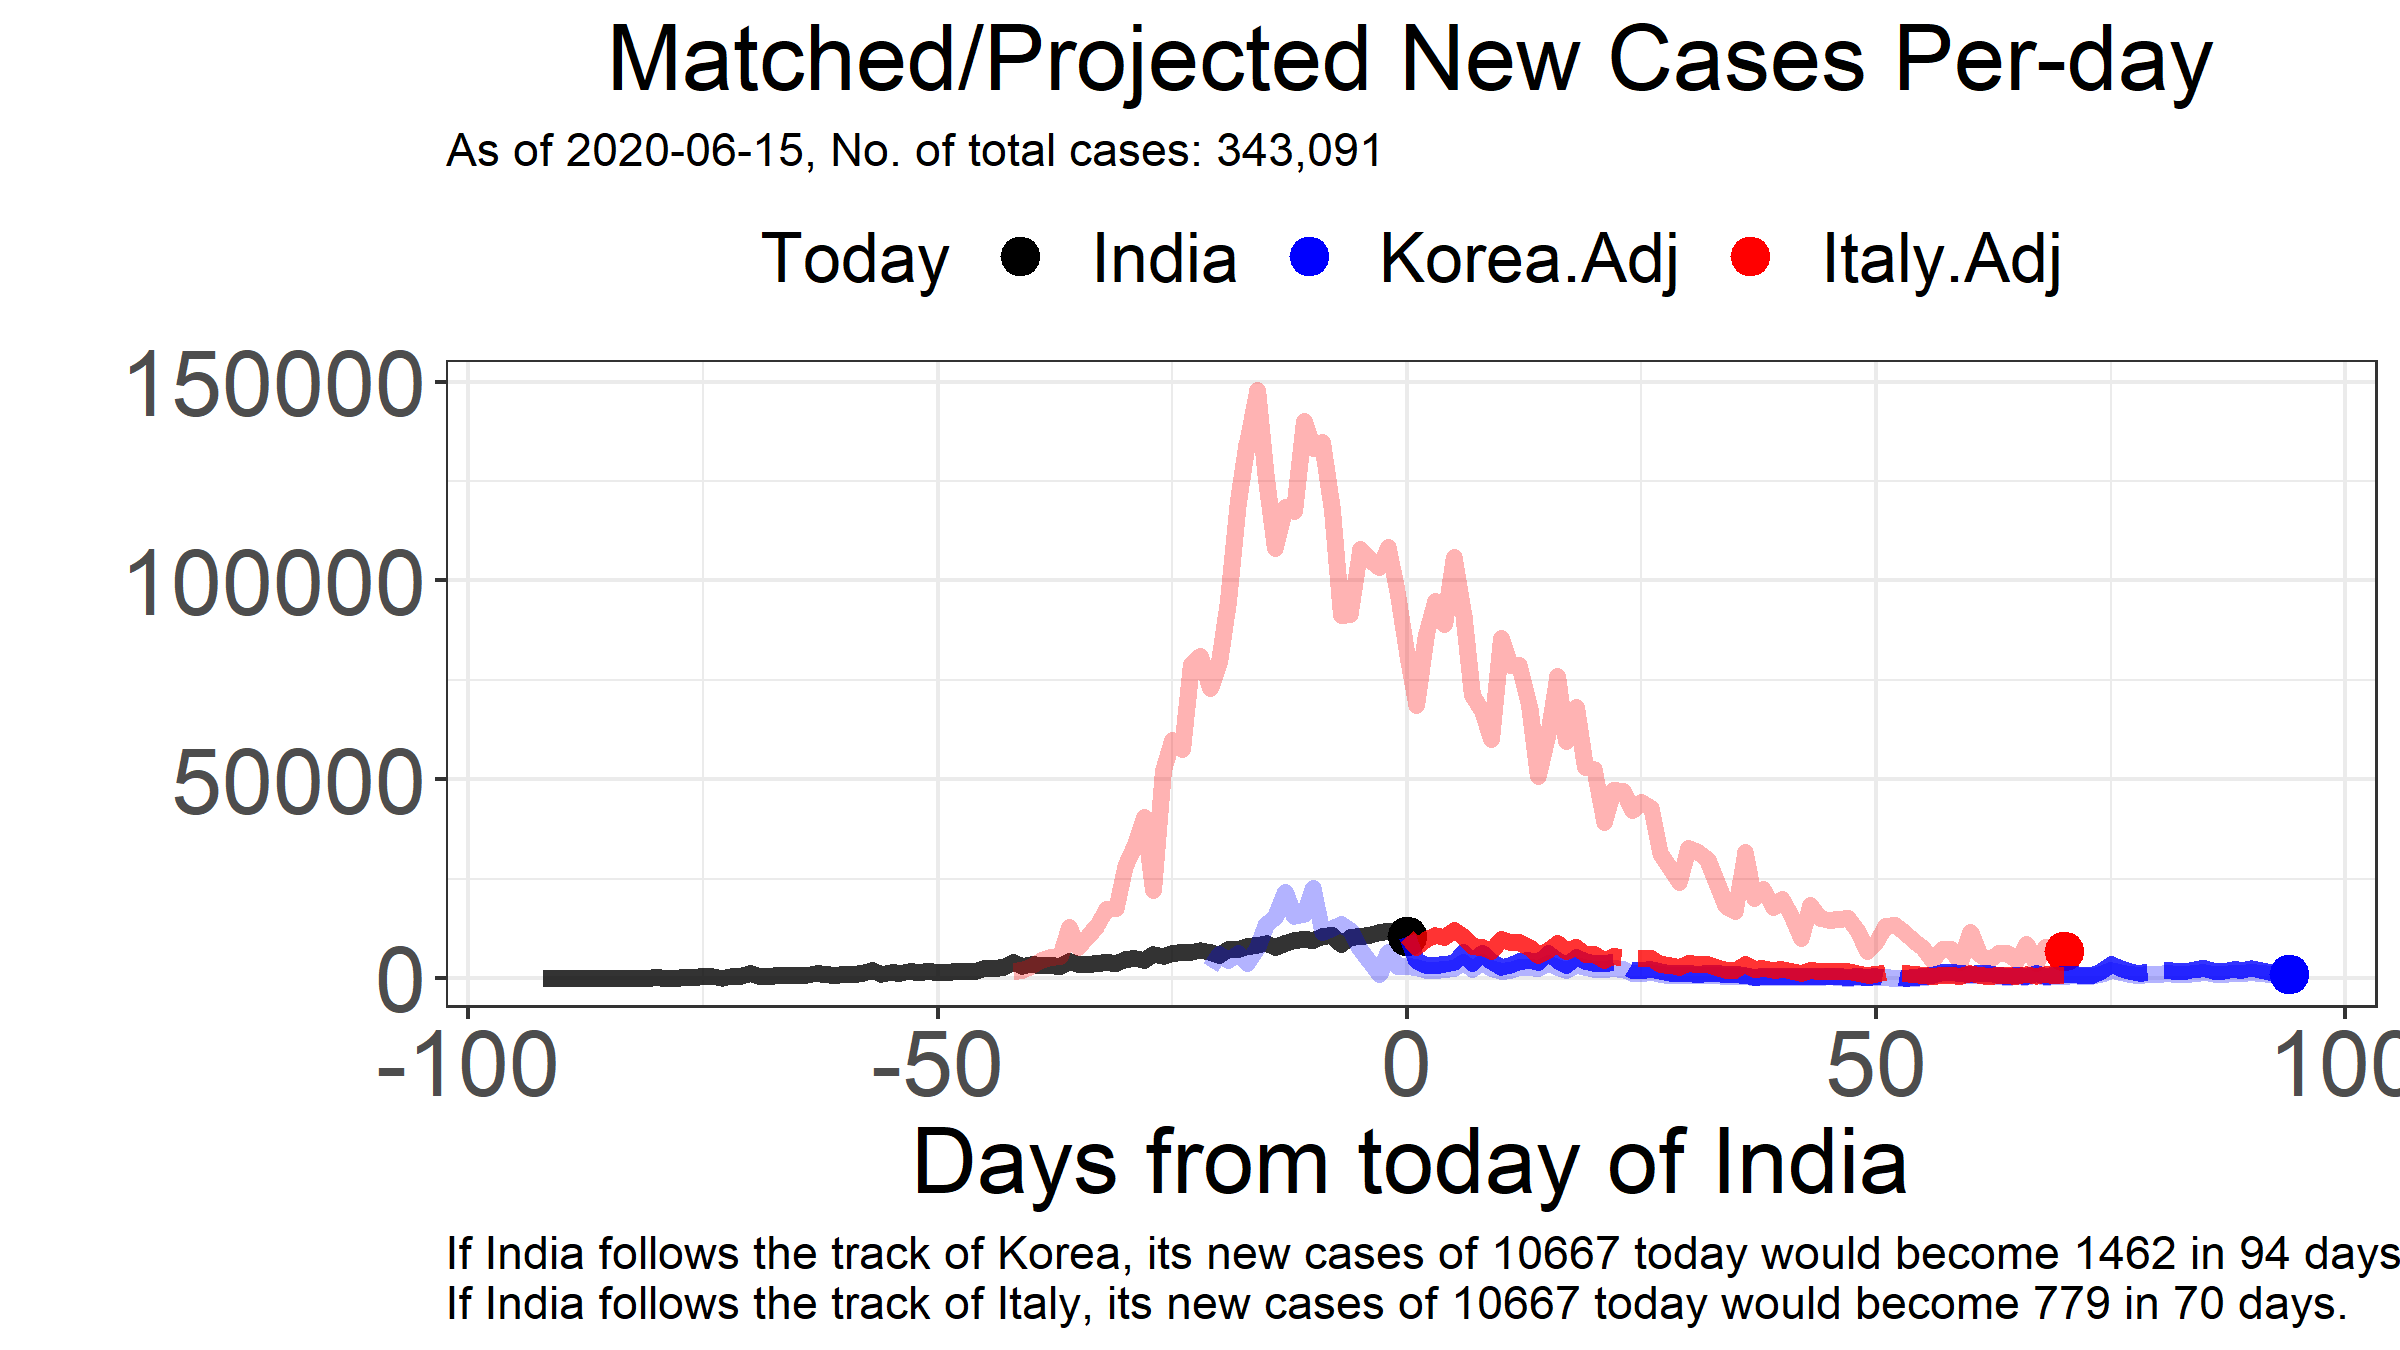 Matched/Projected New Cases Per-day
As of 2020-06-15, No. of total cases: 343,091
Today India Korea.Adj Italy.Adj
150000
100000
50000
0
-100 -50 0 50 100
Days from today of India
If India follows the track of Korea, its new cases of 10667 today would become 1462 in 94 days
If India follows the track of Italy, its new cases of 10667 today would become 779 in 70 days.